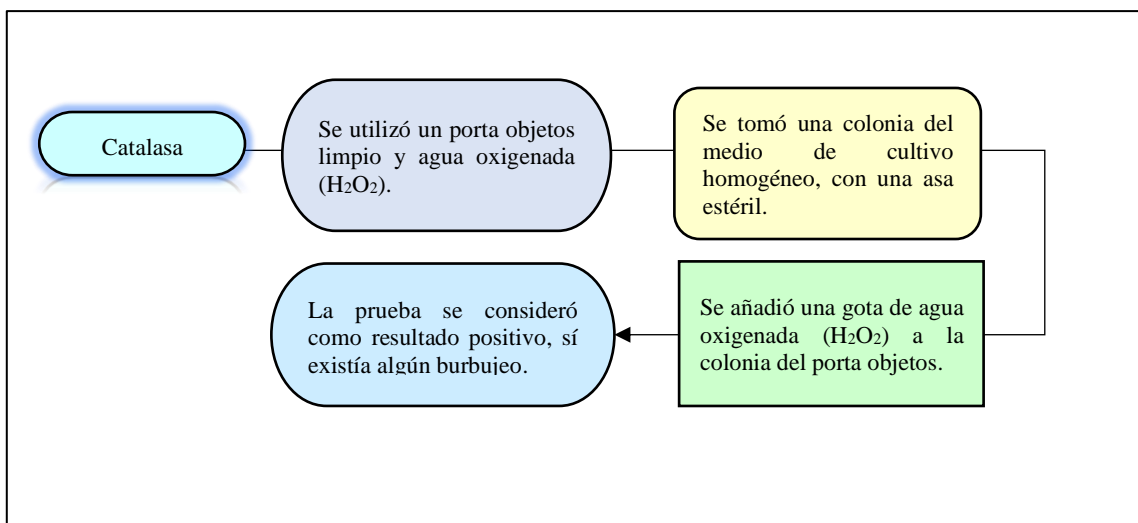 Catalasa
Se utilizó un porta objetos
limpio y agua oxigenada
(H₂O₂).
Se tomó una colonia del
medio de cultivo
homogéneo, con una asa
estéril.
Se añadió una gota de agua
oxigenada (H₂O₂) a la
colonia del porta objetos.
La prueba se consideró
como resultado positivo, sí
existía algún burbujeo.